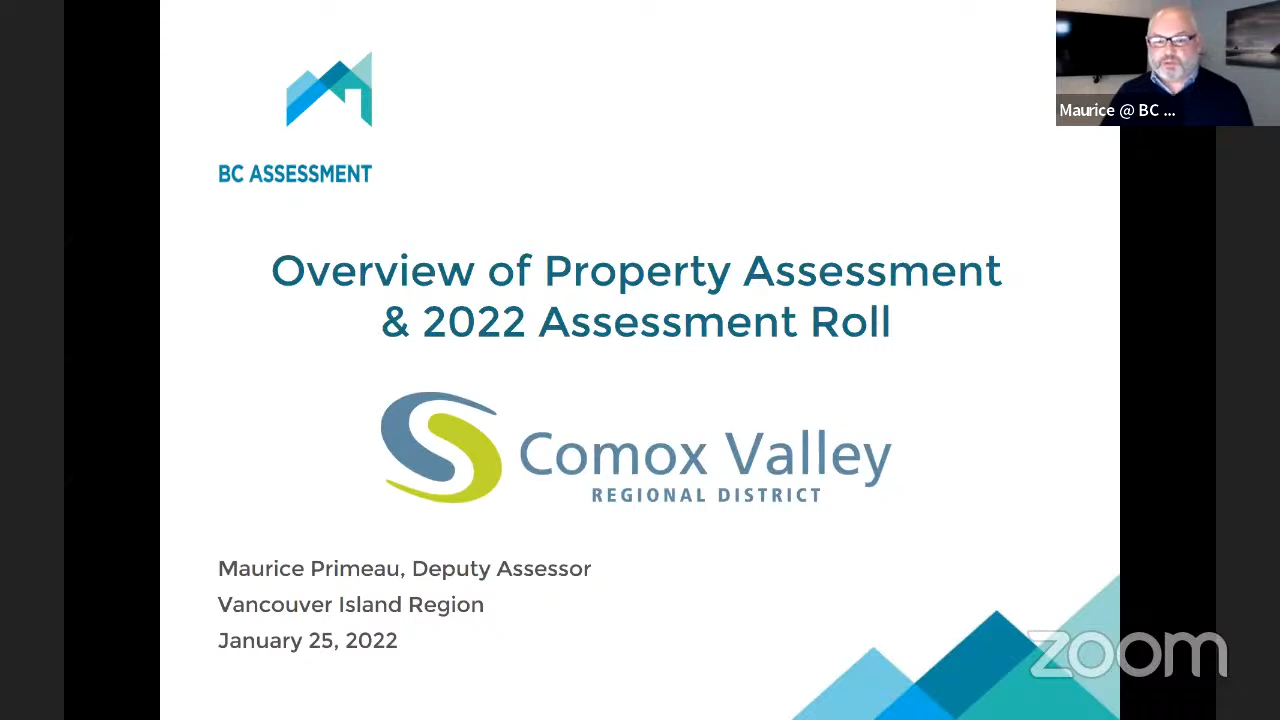 Maurice @ BC ...
BC ASSESSMENT
Overview of Property Assessment
& 2022 Assessment Roll
Comox Valley
REGIONAL DISTRICT
Maurice Primeau, Deputy Assessor
Vancouver Island Region
January 25, 2022
zoom